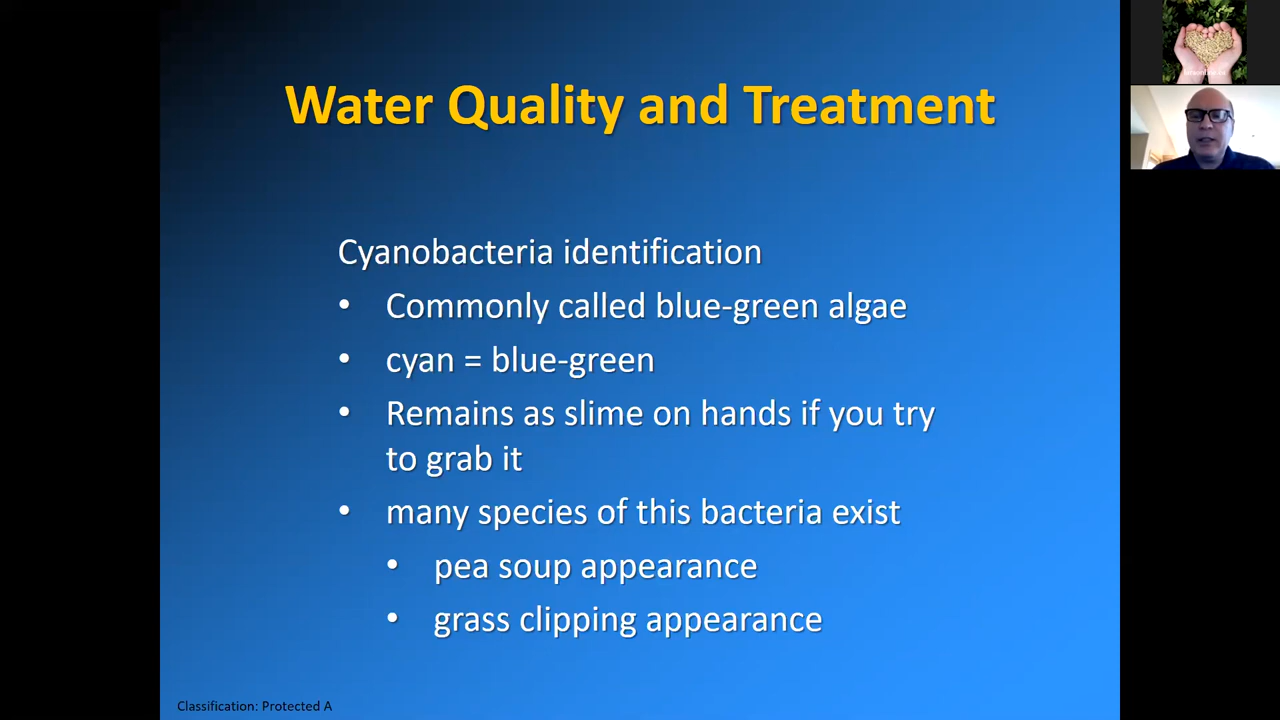 Water Quality and Treatment
Cyanobacteria identification
• Commonly called blue-green algae
• cyan = blue-green
• Remains as slime on hands if you try
to grab it
• many species of this bacteria exist
• pea soup appearance
• grass clipping appearance
Classification: Protected A